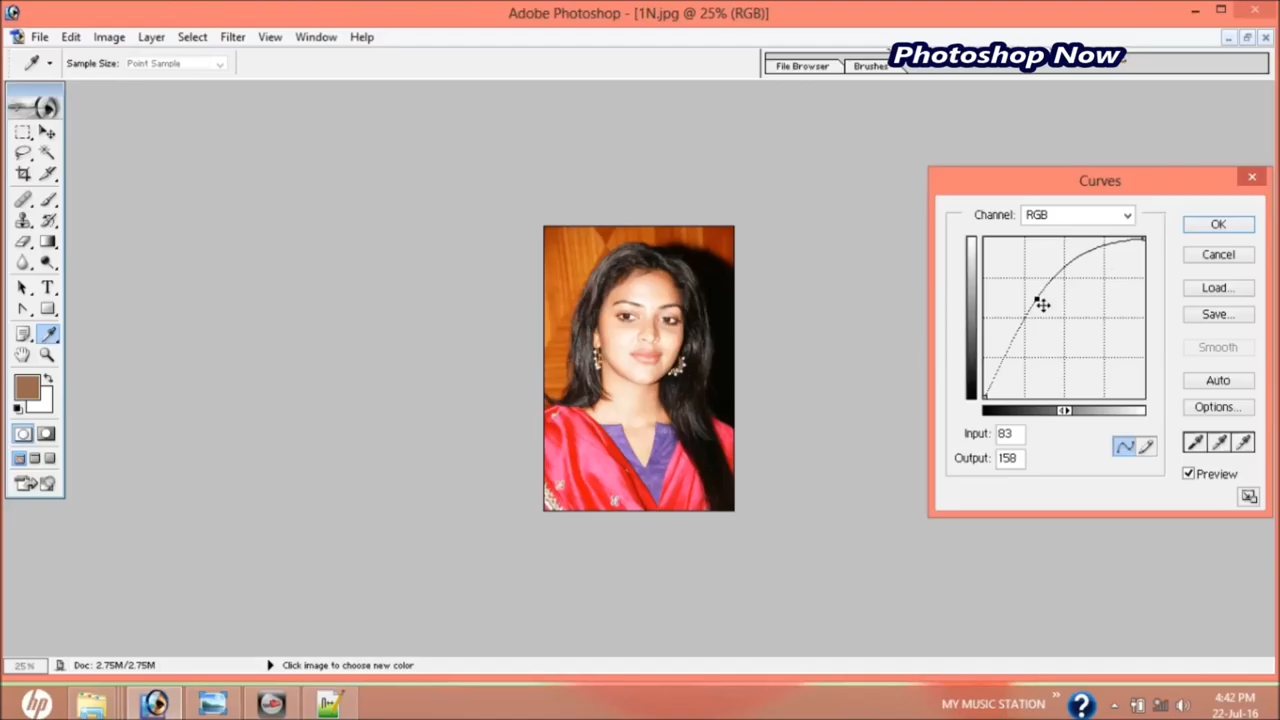 Adobe Photoshop - [1N.jpg @ 25% (RGB)]
File Edit Image Layer Select Filter View Window Help
Sample Size: Point Sample
File Browser Brushes
Photoshop Now
Curves
Channel: RGB
OK
Cancel
Load...
Save...
Smooth
Auto
Options...
Input: 83
Output: 158
Preview
T
25% Doc: 2.75M/2.75M Click image to choose new color
hp
MY MUSIC STATION
4:42 PM
22-Jul-16